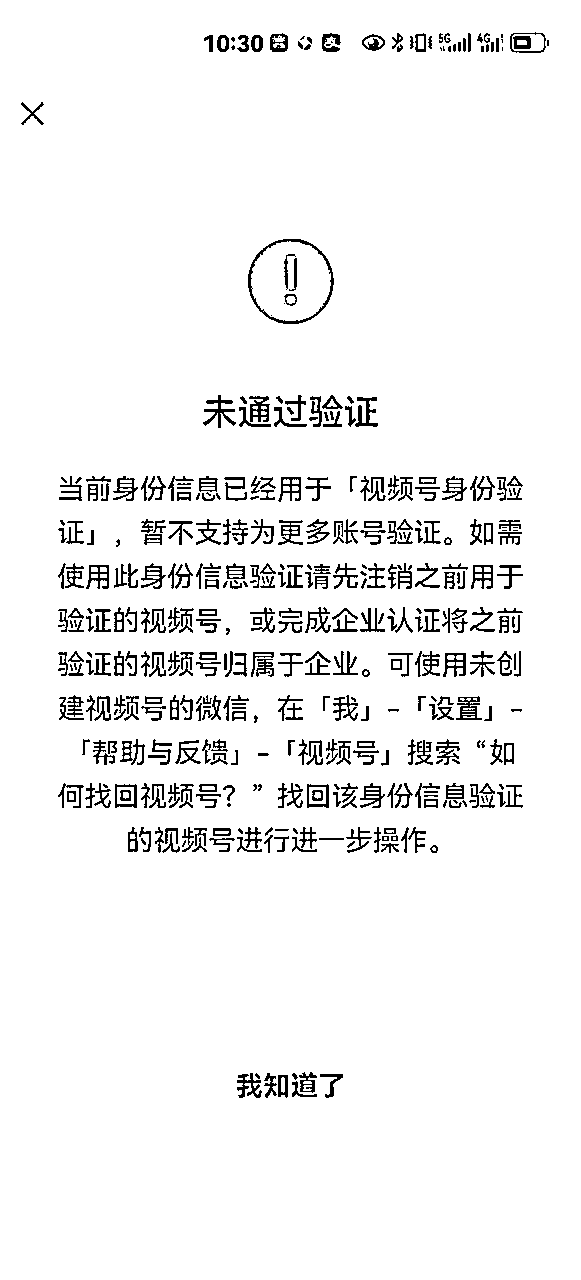 10:30 5G 4G
未通过验证
当前身份信息已经用于「视频号身份验
证」，暂不支持为更多账号验证。如需
使用此身份信息验证请先注销之前用于
验证的视频号，或完成企业认证将之前
验证的视频号归属于企业。可使用未创
建视频号的微信，在「我」-「设置」-
「帮助与反馈」-「视频号」搜索“如
何找回视频号？”找回该身份信息验证
的视频号进行进一步操作。
我知道了